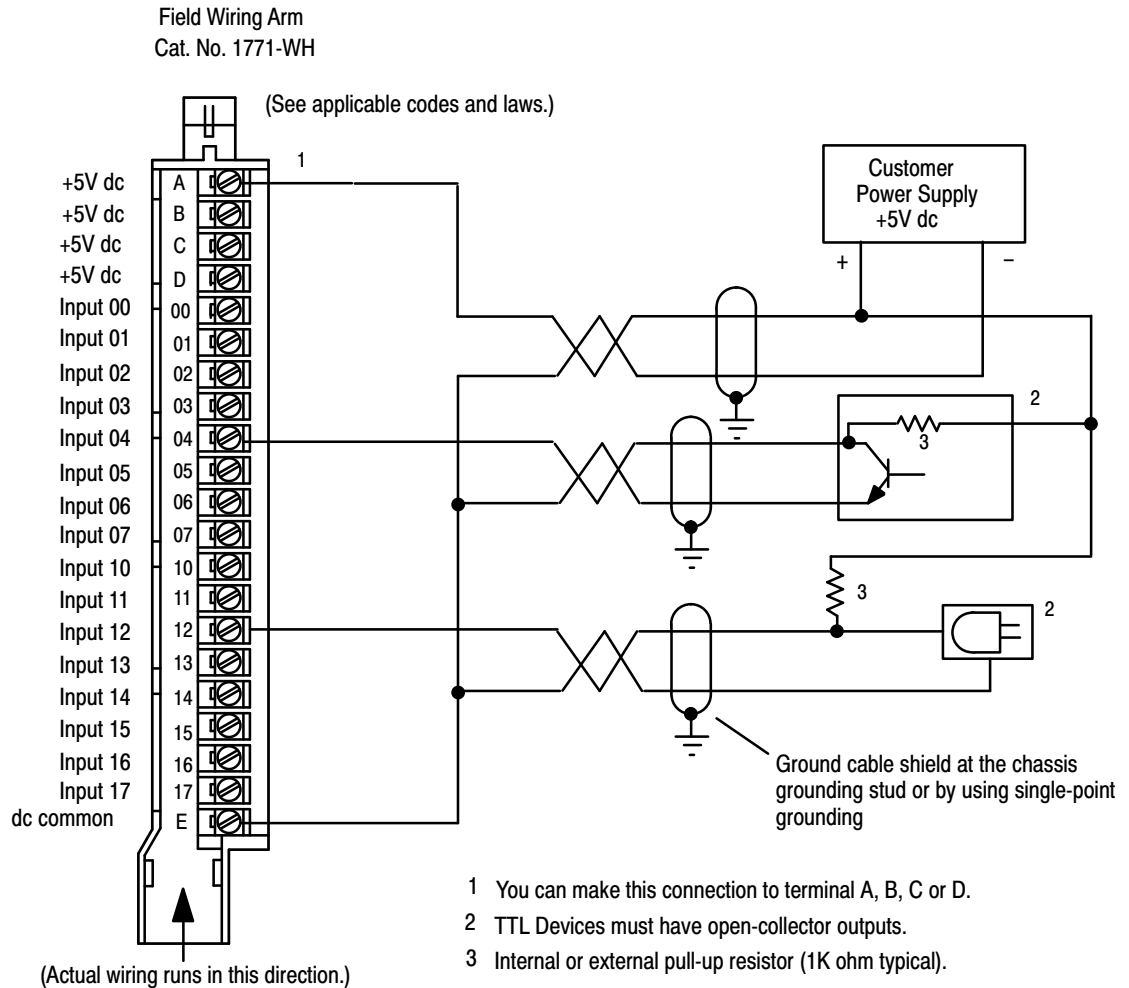 Field Wiring Arm
Cat. No. 1771-WH
(See applicable codes and laws.)
1
+5V dc A
+5V dc B
+5V dc C
+5V dc D
Input 00 00
Input 01 01
Input 02 02
Input 03 03
Input 04 04
Input 05 05
Input 06 06
Input 07 07
Input 10 10
Input 11 11
Input 12 12
Input 13 13
Input 14 14
Input 15 15
Input 16 16
Input 17 17
dc common E
(Actual wiring runs in this direction.)
Customer
Power Supply
+5V dc
+ –
2
3
3
2
Ground cable shield at the chassis
grounding stud or by using single-point
grounding
1 You can make this connection to terminal A, B, C or D.
2 TTL Devices must have open-collector outputs.
3 Internal or external pull-up resistor (1K ohm typical).